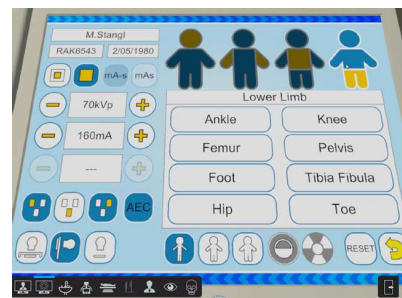 M.Stangl
RAK6543 2/05/1980
mA-s mAs
70kVp
160mA
---
AEC
Lower Limb
Ankle Knee
Femur Pelvis
Foot Tibia Fibula
Hip Toe
RESET